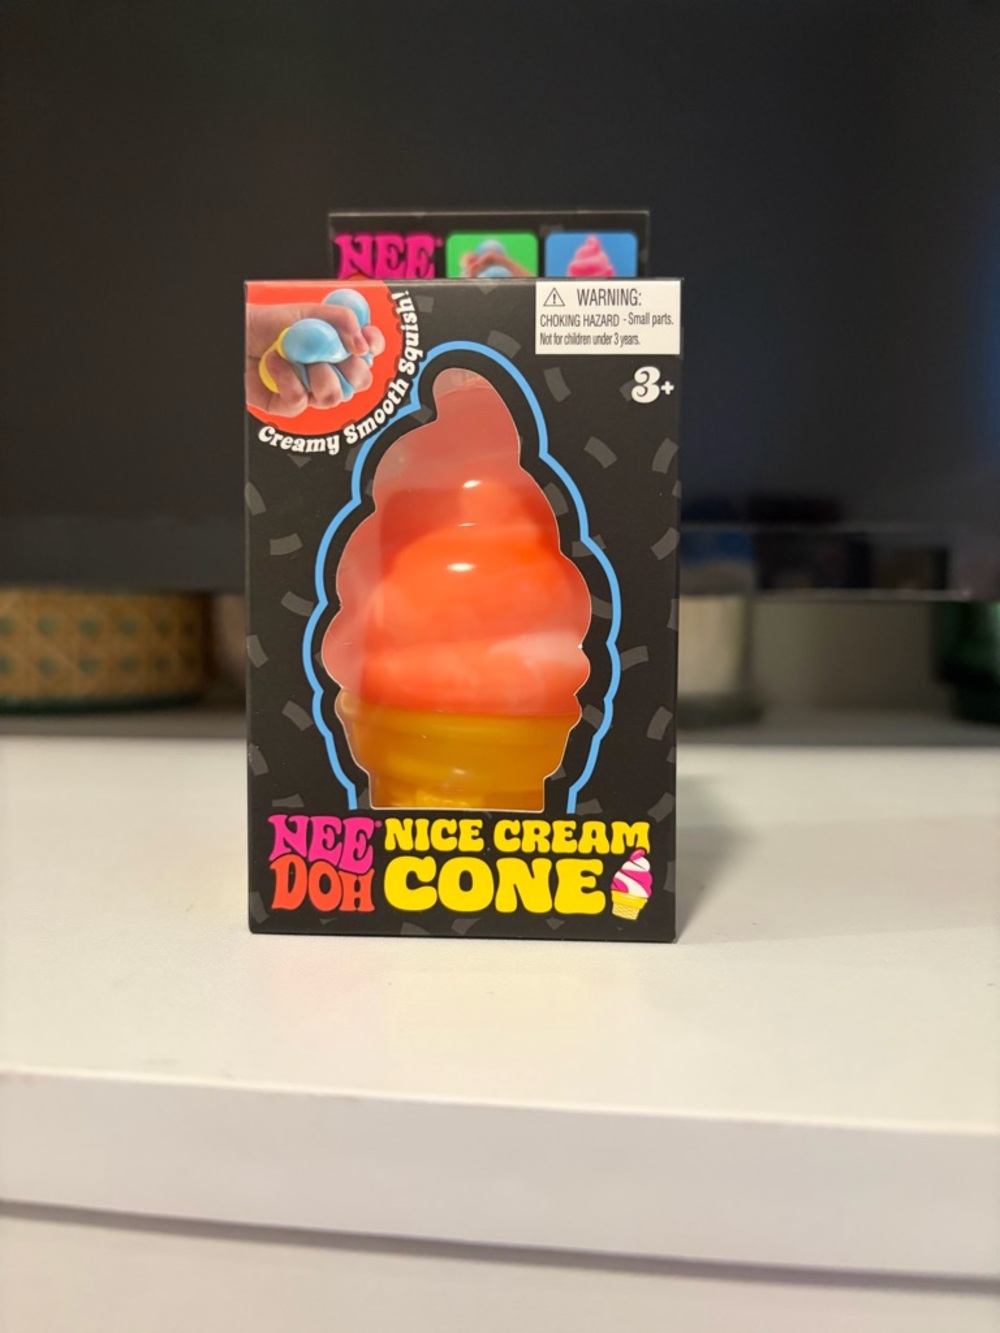 NEE
WARNING:
CHOKING HAZARD - Small parts.
Not for children under 3 years.
3+
Creamy Smooth Squish!
NEE DOH
NICE CREAM
CONE